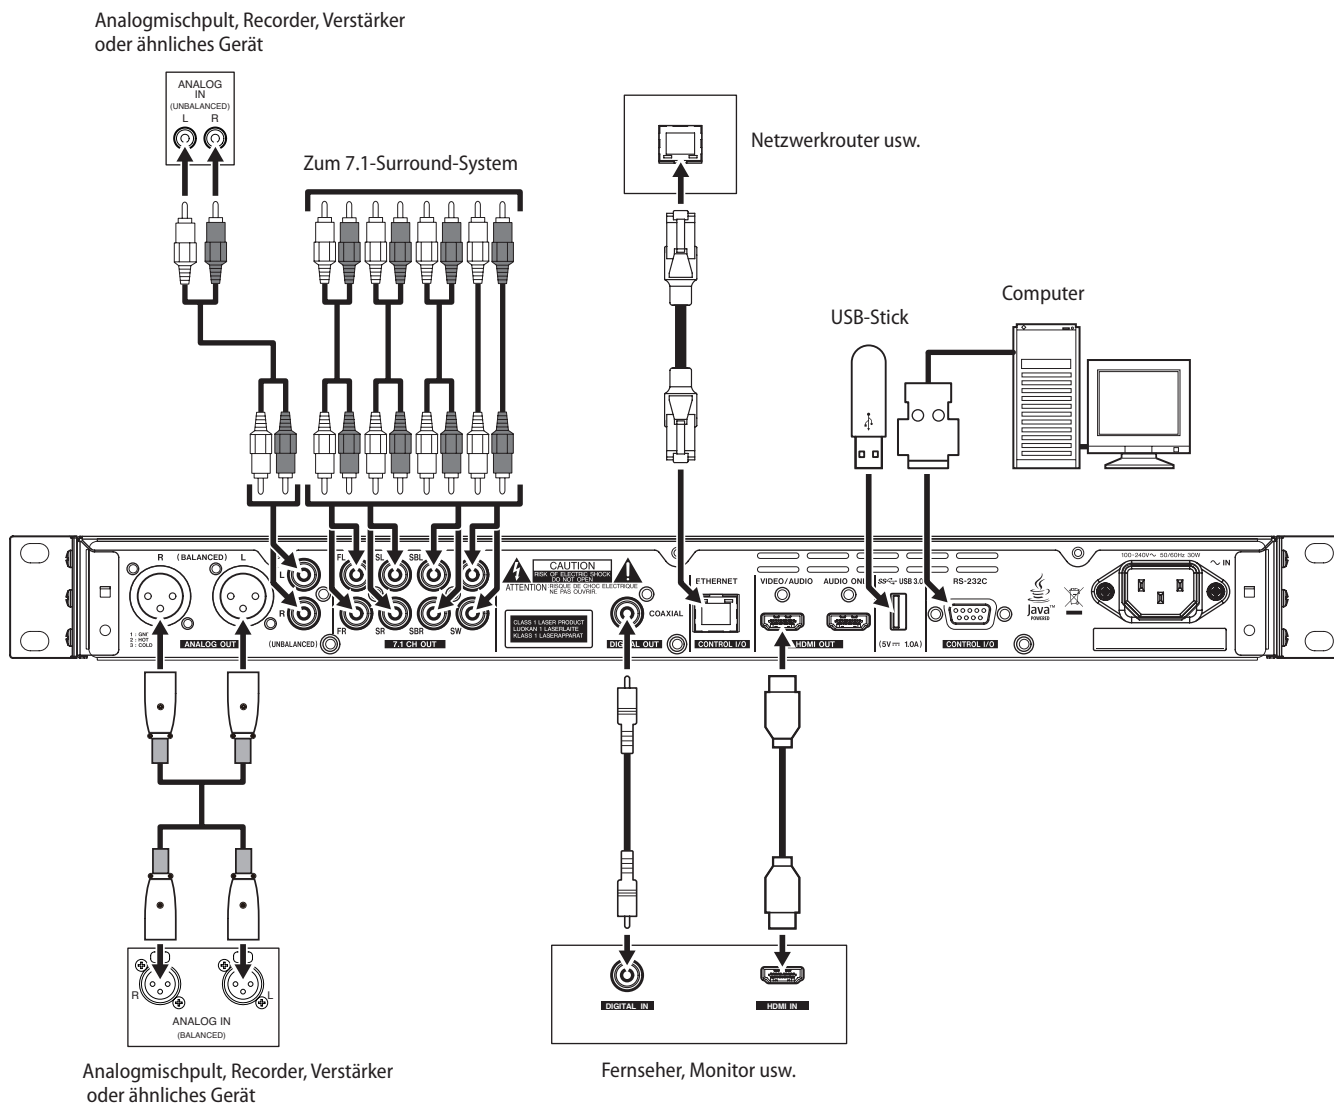 Analogmischpult, Recorder, Verstärker
oder ähnliches Gerät
ANALOG
IN
(UNBALANCED)
L R
Zum 7.1-Surround-System
Netzwerkrouter usw.
USB-Stick
Computer
R (BALANCED) L
L
R
1 : GND
2 : HOT
3 : COLD
ANALOG OUT
(UNBALANCED)
FL SL SBL
FR SR SBR SW
7.1 CH OUT
CAUTION
RISK OF ELECTRIC SHOCK
DO NOT OPEN
ATTENTION RISQUE DE CHOC ELECTRIQUE
NE PAS OUVRIR.
CLASS 1 LASER PRODUCT
LUOKAN 1 LASERLAITE
KLASS 1 LASERAPPARAT
COAXIAL
DIGITAL OUT
ETHERNET
CONTROL I/O
VIDEO/AUDIO AUDIO ONLY
HDMI OUT
USB 3.0
(5V 1.0A)
RS-232C
CONTROL I/O
Java™
POWERED
100-240V～ 50/60Hz 30W
～ IN
R L
ANALOG IN
(BALANCED)
DIGITAL IN
HDMI IN
Analogmischpult, Recorder, Verstärker
oder ähnliches Gerät
Fernseher, Monitor usw.